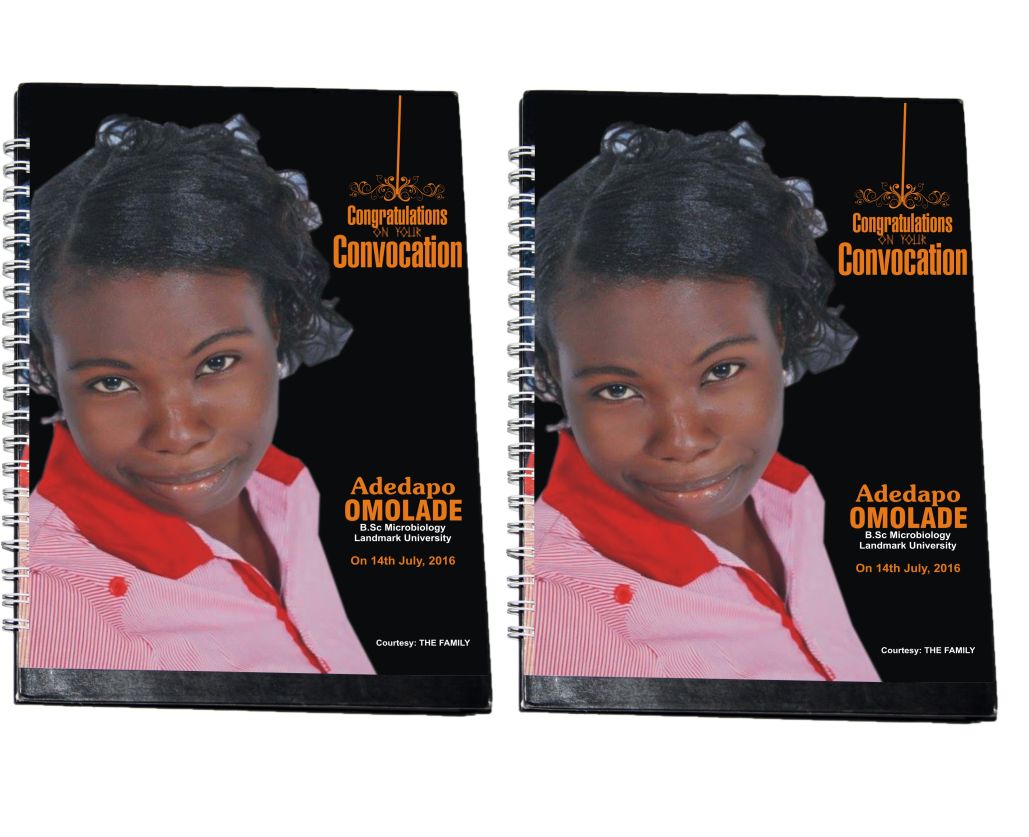 Congratulations
ON YOUR
Convocation
Adedapo
OMOLADE
B.Sc Microbiology
Landmark University
On 14th July, 2016
Courtesy: THE FAMILY
Congratulations
ON YOUR
Convocation
Adedapo
OMOLADE
B.Sc Microbiology
Landmark University
On 14th July, 2016
Courtesy: THE FAMILY